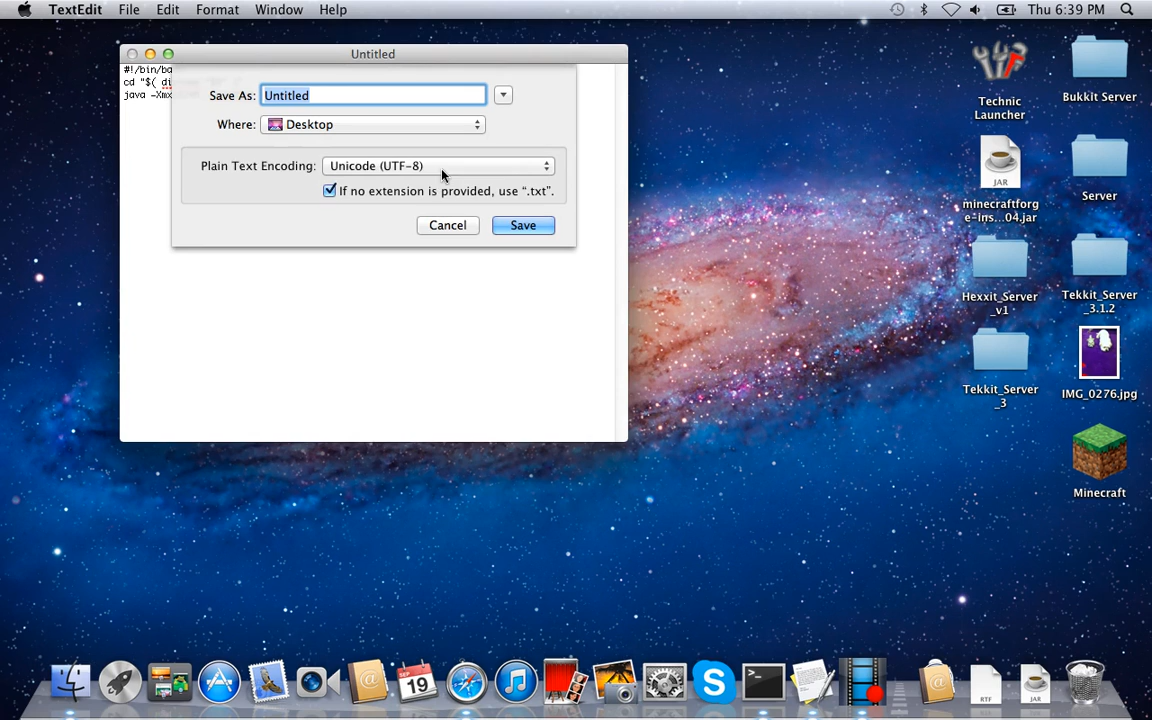 TextEdit File Edit Format Window Help
Thu 6:39 PM
Untitled
#!/bin/ba
cd "$( di
java -Xmx
Save As: Untitled
Where: Desktop
Plain Text Encoding: Unicode (UTF-8)
If no extension is provided, use “.txt”.
Cancel Save
Technic
Launcher
Bukkit Server
JAR
minecraftforg
e-ins...04.jar
Server
Hexxit_Server
_v1
Tekkit_Server
_3.1.2
Tekkit_Server
_3
IMG_0276.jpg
Minecraft
SEP
19
RTF
JAR